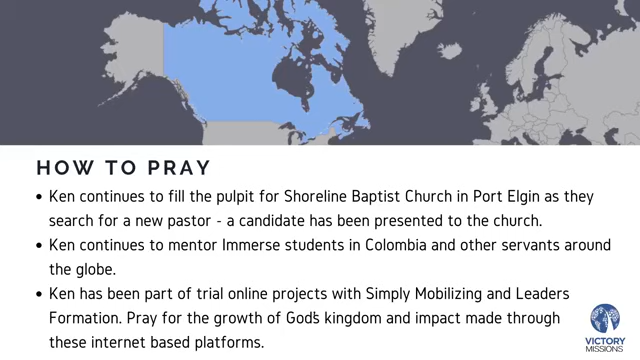 HOW TO PRAY
• Ken continues to fill the pulpit for Shoreline Baptist Church in Port Elgin as they
search for a new pastor - a candidate has been presented to the church.
• Ken continues to mentor Immerse students in Colombia and other servants around
the globe.
• Ken has been part of trial online projects with Simply Mobilizing and Leaders
Formation. Pray for the growth of God's kingdom and impact made through
these internet based platforms.
VICTORY
MISSIONS